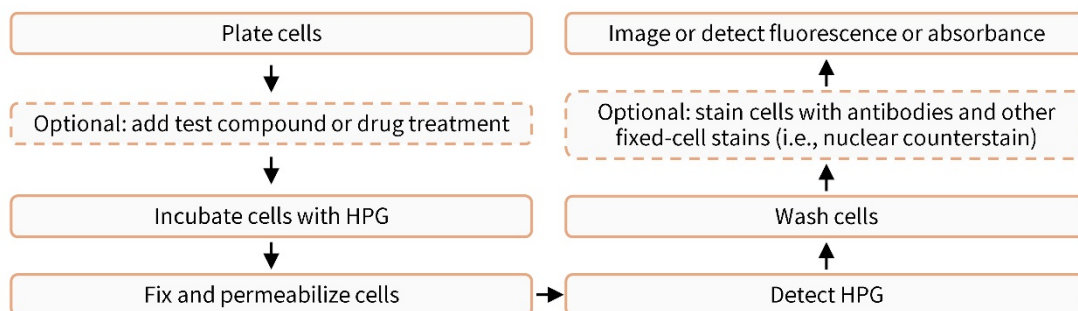 Plate cells
Optional: add test compound or drug treatment
Incubate cells with HPG
Fix and permeabilize cells
Detect HPG
Wash cells
Optional: stain cells with antibodies and other
fixed-cell stains (i.e., nuclear counterstain)
Image or detect fluorescence or absorbance